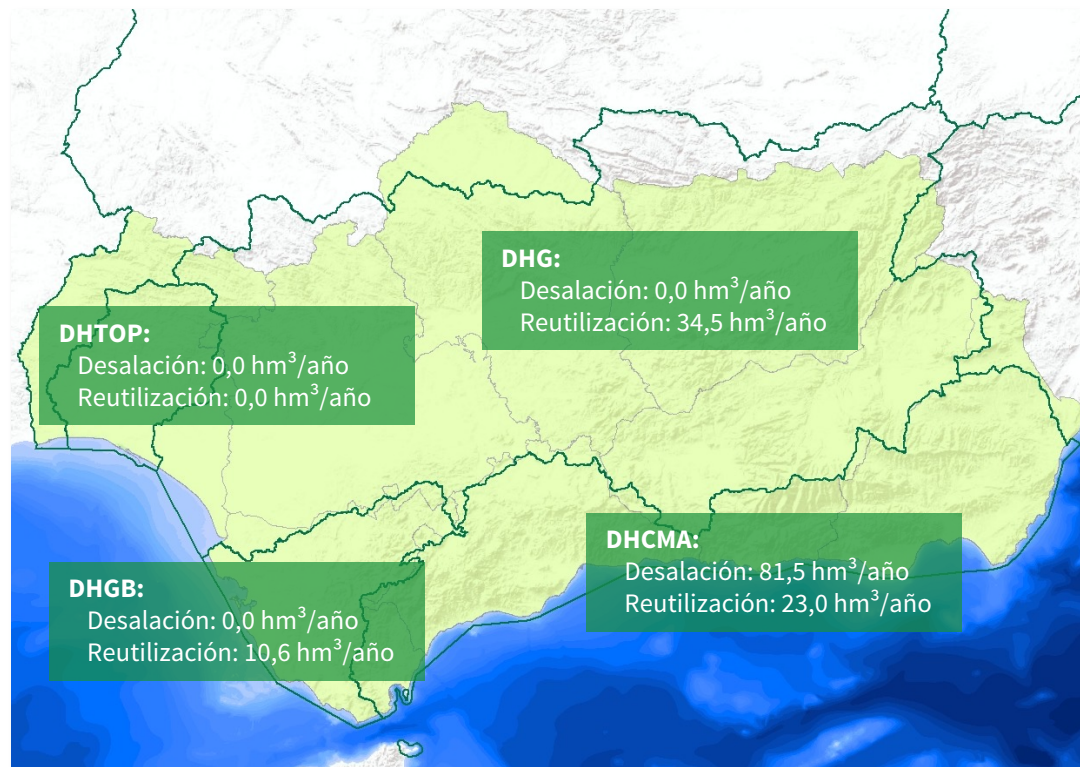 DHG:
Desalación: 0,0 hm³/año
Reutilización: 34,5 hm³/año
DHTOP:
Desalación: 0,0 hm³/año
Reutilización: 0,0 hm³/año
DHCMA:
Desalación: 81,5 hm³/año
Reutilización: 23,0 hm³/año
DHGB:
Desalación: 0,0 hm³/año
Reutilización: 10,6 hm³/año